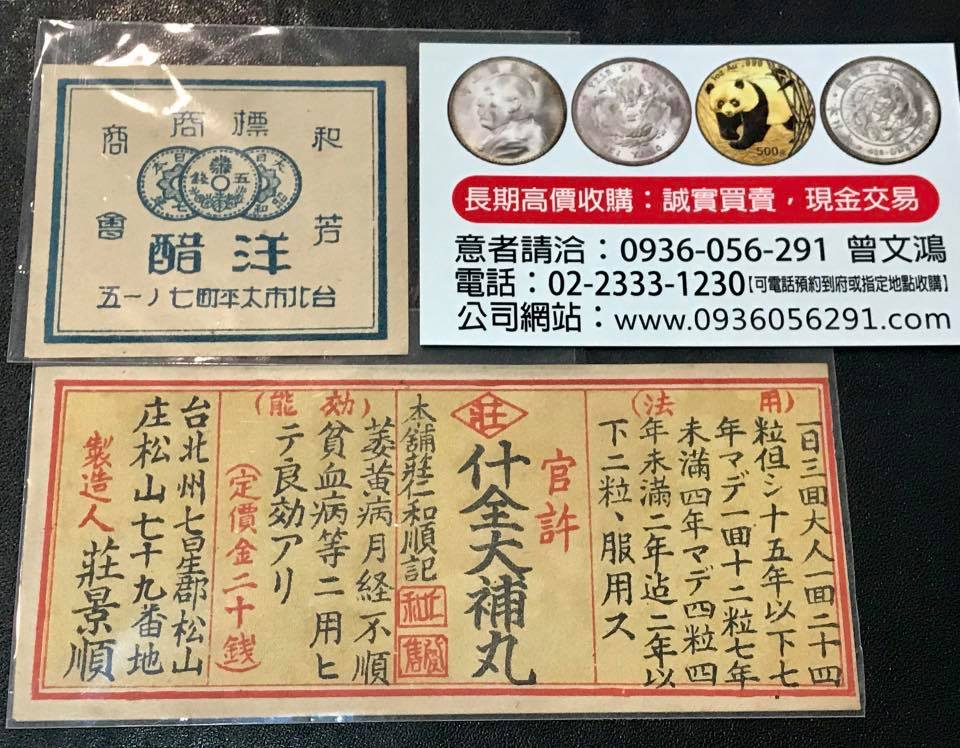 商標
和芳
商會
洋醋
台北市太平町七ノ一五
長期高價收購：誠實買賣，現金交易
意者請洽：0936-056-291 曾文鴻
電話：02-2333-1230【可電話預約到府或指定地點收購】
公司網站：www.0936056291.com
(用法)
一日三回大人一回二十四
粒但シ十五年以下七
年マデ一回十二粒七年
未滿四年マデ四粒四
年未滿二年迠二年以
下二粒、服用ス
官許
莊
什全大補丸
本舖莊仁和順記
(効能)
萎黄病月経不順
貧血病等ニ用ヒ
テ良効アリ
(定價金二十錢)
台北州七星郡松山
庄松山七十九番地
製造人 莊景順